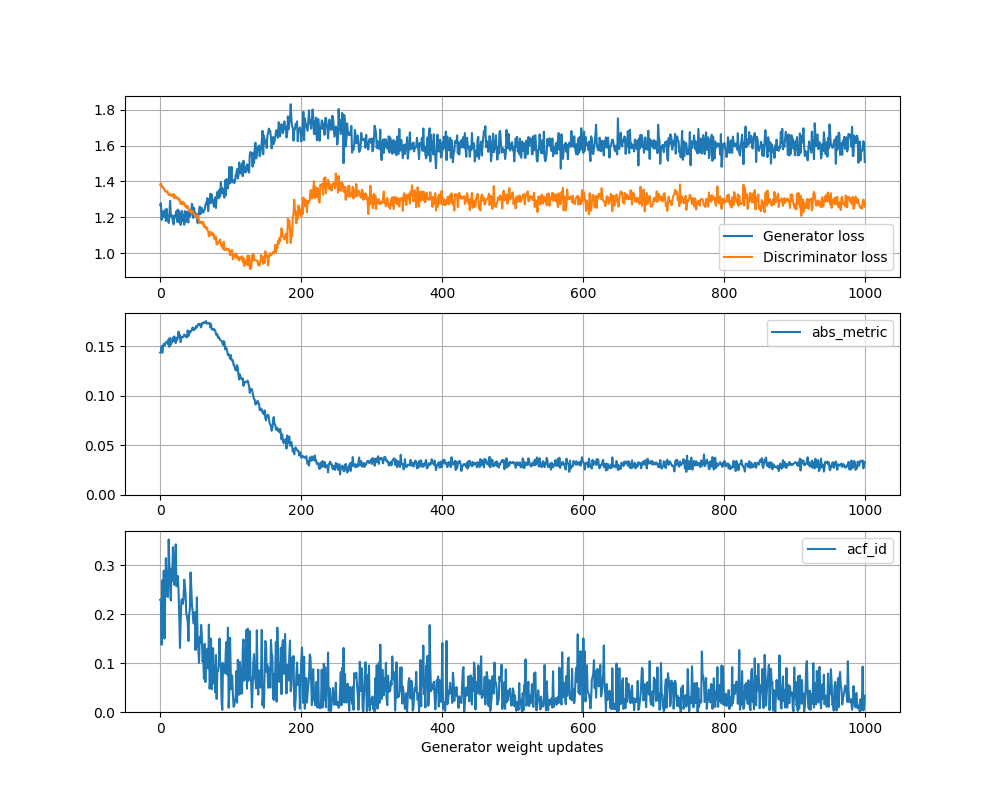 1.8
1.6
1.4
1.2
1.0
Generator loss
Discriminator loss
0 200 400 600 800 1000
0.15
0.10
0.05
0.00
abs_metric
0 200 400 600 800 1000
0.3
0.2
0.1
0.0
acf_id
0 200 400 600 800 1000
Generator weight updates